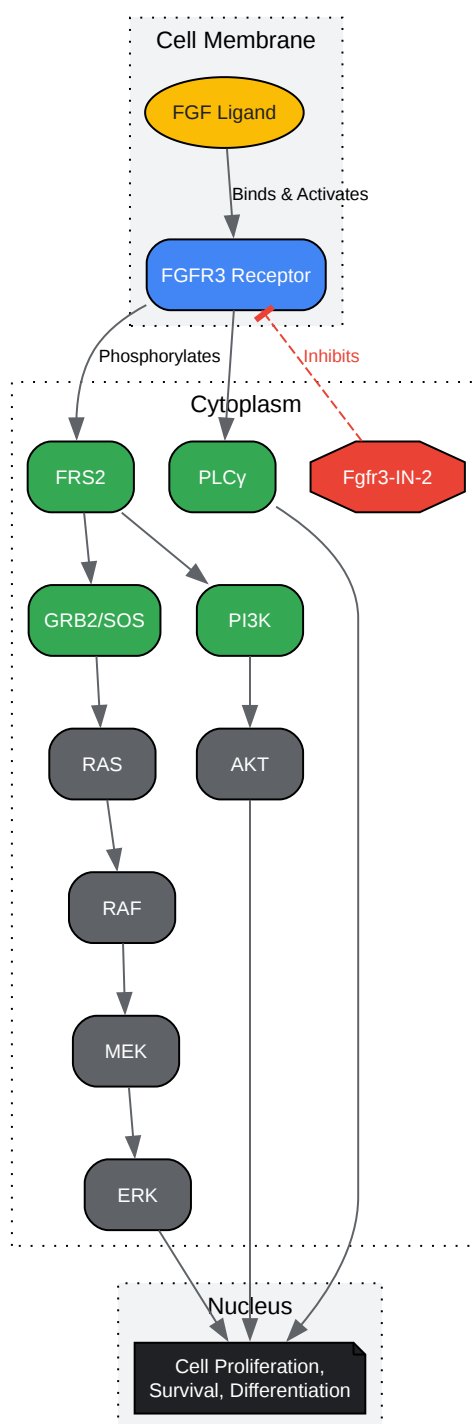 Cell Membrane
FGF Ligand
Binds & Activates
FGFR3 Receptor
Phosphorylates
Inhibits
Cytoplasm
FRS2
PLCγ
Fgfr3-IN-2
GRB2/SOS
PI3K
RAS
AKT
RAF
MEK
ERK
Nucleus
Cell Proliferation,
Survival, Differentiation